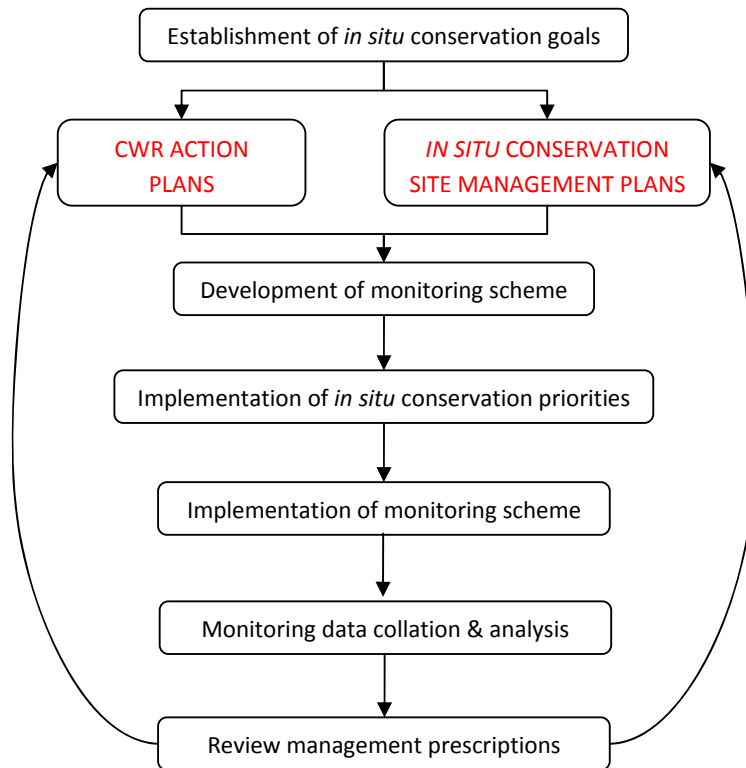 Establishment of in situ conservation goals
CWR ACTION
PLANS
IN SITU CONSERVATION
SITE MANAGEMENT PLANS
Development of monitoring scheme
Implementation of in situ conservation priorities
Implementation of monitoring scheme
Monitoring data collation & analysis
Review management prescriptions